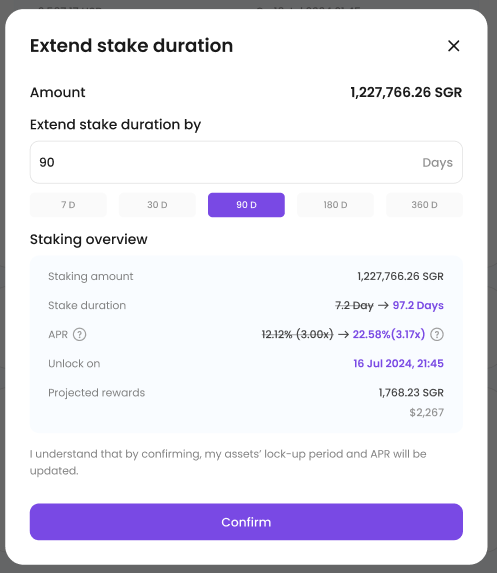 Extend stake duration
Amount 1,227,766.26 SGR
Extend stake duration by
90 Days
7 D 30 D 90 D 180 D 360 D
Staking overview
Staking amount 1,227,766.26 SGR
Stake duration 7.2 Day → 97.2 Days
APR ? 12.12% (3.00x) → 22.58%(3.17x) ?
Unlock on 16 Jul 2024, 21:45
Projected rewards 1,768.23 SGR
$2,267
I understand that by confirming, my assets’ lock-up period and APR will be
updated.
Confirm